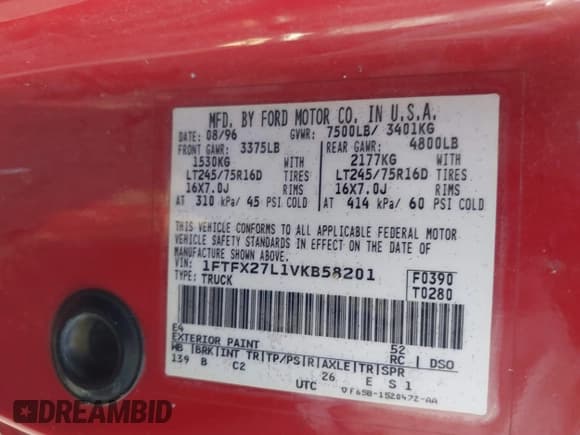 MFD. BY FORD MOTOR CO. IN U.S.A.
DATE: 08/96 GVWR: 7500LB/ 3401KG
FRONT GAWR: 3375LB REAR GAWR: 4800LB
1530KG WITH 2177KG WITH
LT245/75R16D TIRES LT245/75R16D TIRES
16X7.0J RIMS 16X7.0J RIMS
AT 310 kPa/ 45 PSI COLD AT 414 kPa/ 60 PSI COLD
THIS VEHICLE CONFORMS TO ALL APPLICABLE FEDERAL MOTOR
VEHICLE SAFETY STANDARDS IN EFFECT ON THE DATE OF
MANUFACTURE SHOWN ABOVE.
VIN: 1FTFX27L1VKB58201 F0390
TYPE: TRUCK T0280
E4
EXTERIOR PAINT 52 RC DSO
WB BRK INT TR TP/PS R AXLE TR SPR
139 B C2 26 E S 1
UTC F65B-1520472-AA
DREAMBID